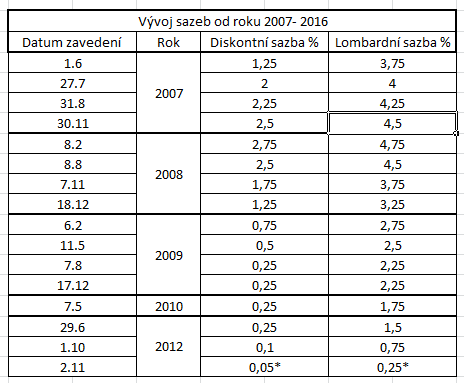 Vývoj sazeb od roku 2007- 2016
Datum zavedení Rok Diskontní sazba % Lombardní sazba %
1.6 2007 1,25 3,75
27.7 2 4
31.8 2,25 4,25
30.11 2,5 4,5
8.2 2008 2,75 4,75
8.8 2,5 4,5
7.11 1,75 3,75
18.12 1,25 3,25
6.2 2009 0,75 2,75
11.5 0,5 2,5
7.8 0,25 2,25
17.12 0,25 2,25
7.5 2010 0,25 1,75
29.6 2012 0,25 1,5
1.10 0,1 0,75
2.11 0,05* 0,25*